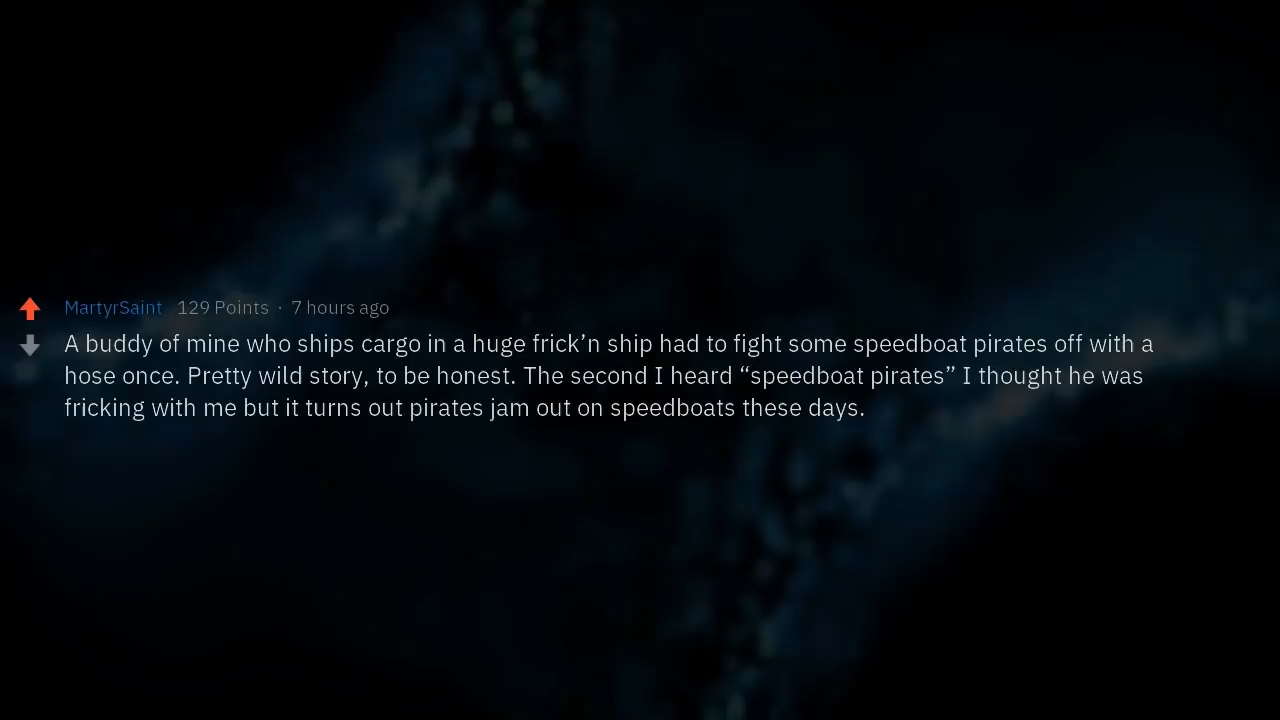 MartyrSaint 129 Points · 7 hours ago
A buddy of mine who ships cargo in a huge frick’n ship had to fight some speedboat pirates off with a
hose once. Pretty wild story, to be honest. The second I heard “speedboat pirates” I thought he was
fricking with me but it turns out pirates jam out on speedboats these days.